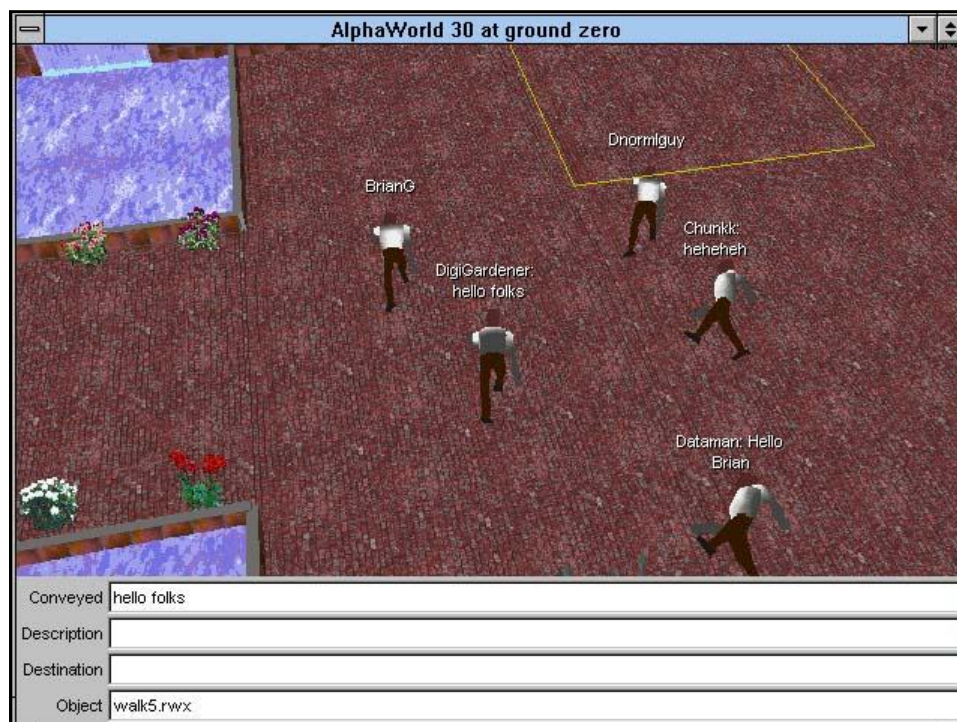 AlphaWorld 30 at ground zero
Dnormlguy
BrianG
Chunkk:
heheheh
DigiGardener:
hello folks
Dataman: Hello
Brian
Conveyed hello folks
Description
Destination
Object walk5.rwx